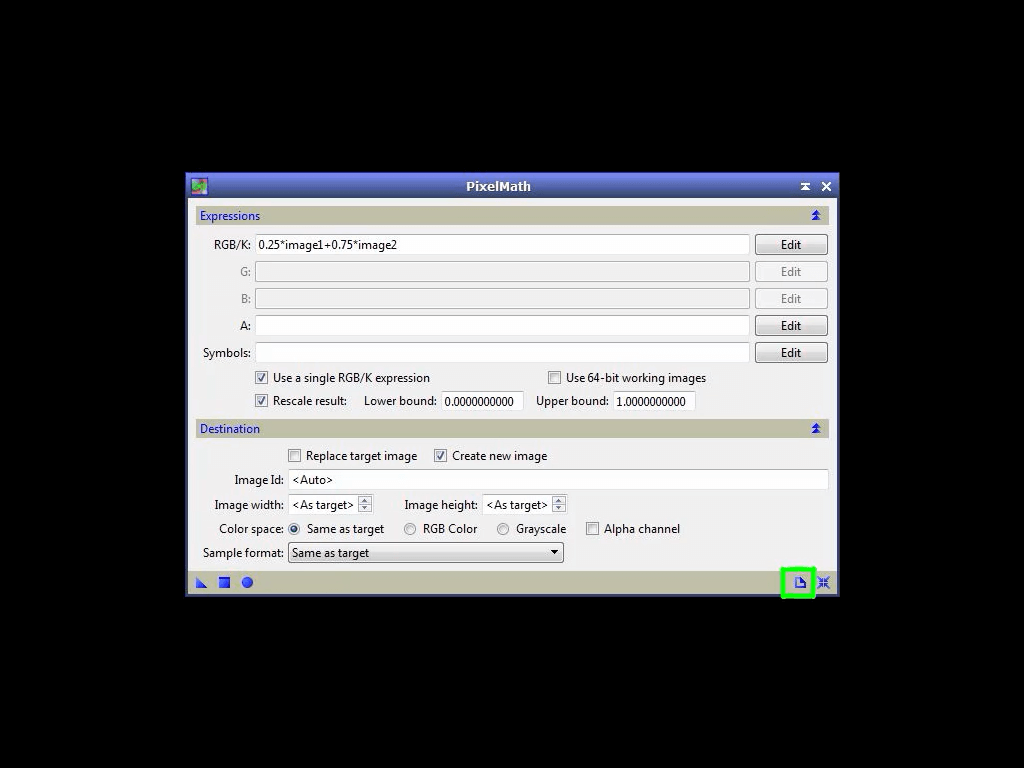 PixelMath
Expressions
RGB/K: 0.25*image1+0.75*image2 Edit
G: Edit
B: Edit
A: Edit
Symbols: Edit
Use a single RGB/K expression Use 64-bit working images
Rescale result: Lower bound: 0.0000000000 Upper bound: 1.0000000000
Destination
Replace target image Create new image
Image Id: <Auto>
Image width: <As target> Image height: <As target>
Color space: Same as target RGB Color Grayscale Alpha channel
Sample format: Same as target